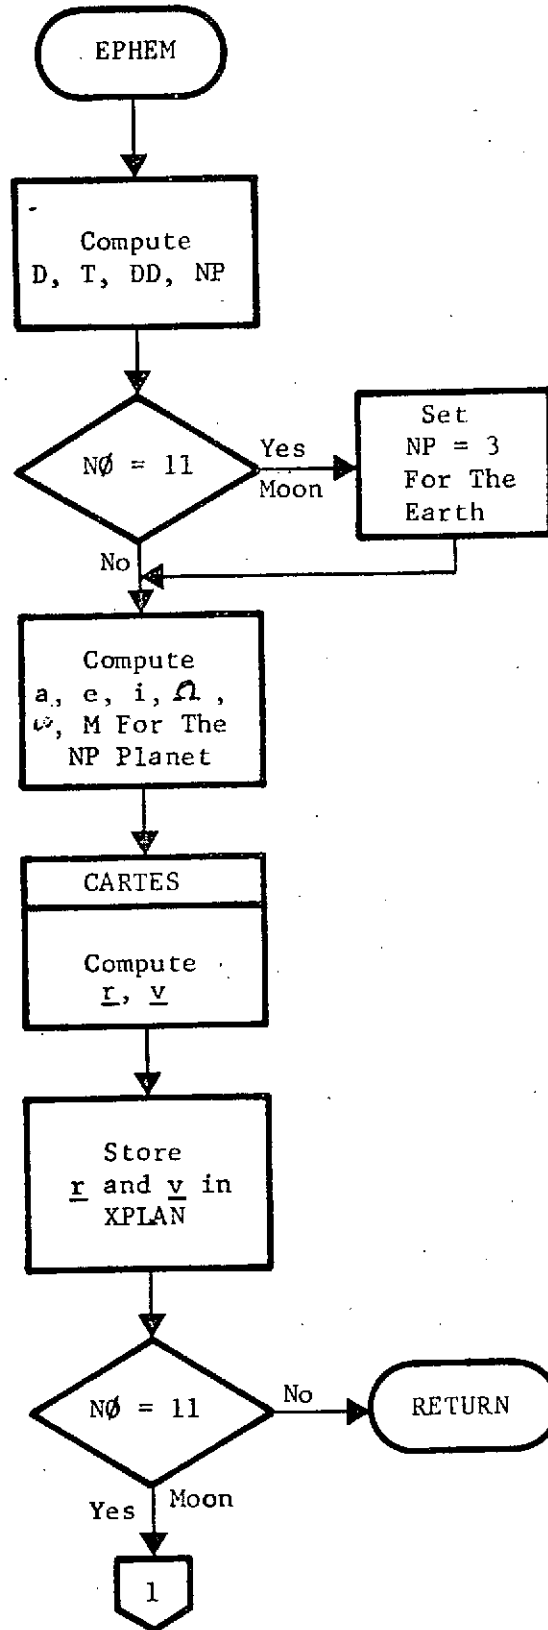 EPHEM
Compute
D, T, DD, NP
NØ = 11
Yes
Moon
Set
NP = 3
For The
Earth
No
Compute
a, e, i, Ω,
ω, M For The
NP Planet
CARTES
Compute
r, v
Store
r and v in
XPLAN
NØ = 11
No
RETURN
Yes
Moon
1